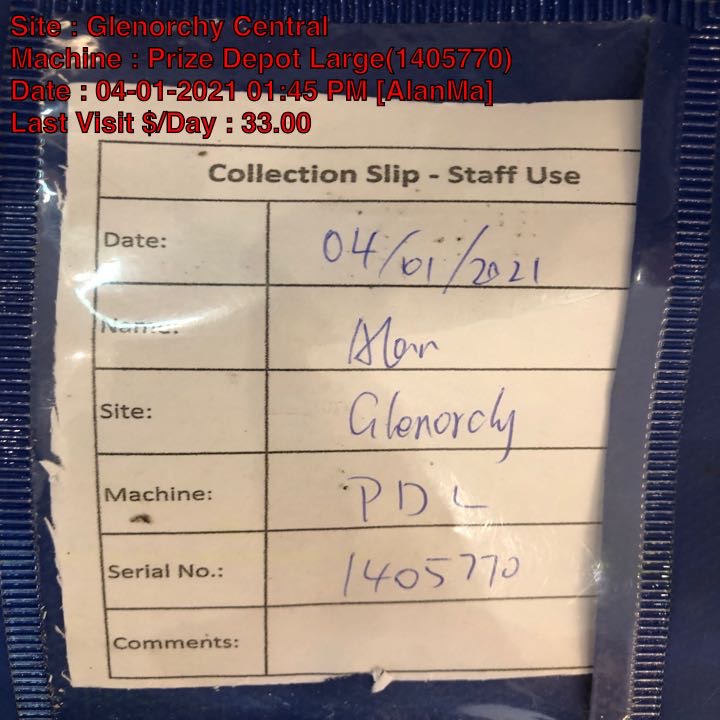 Site : Glenorchy Central
Machine : Prize Depot Large(1405770)
Date : 04-01-2021 01:45 PM [AlanMa]
Last Visit $/Day : 33.00
Collection Slip - Staff Use
Date: 04/01/2021
Name: Alan
Site: Glenorchy
Machine: PDL
Serial No.: 1405770
Comments: